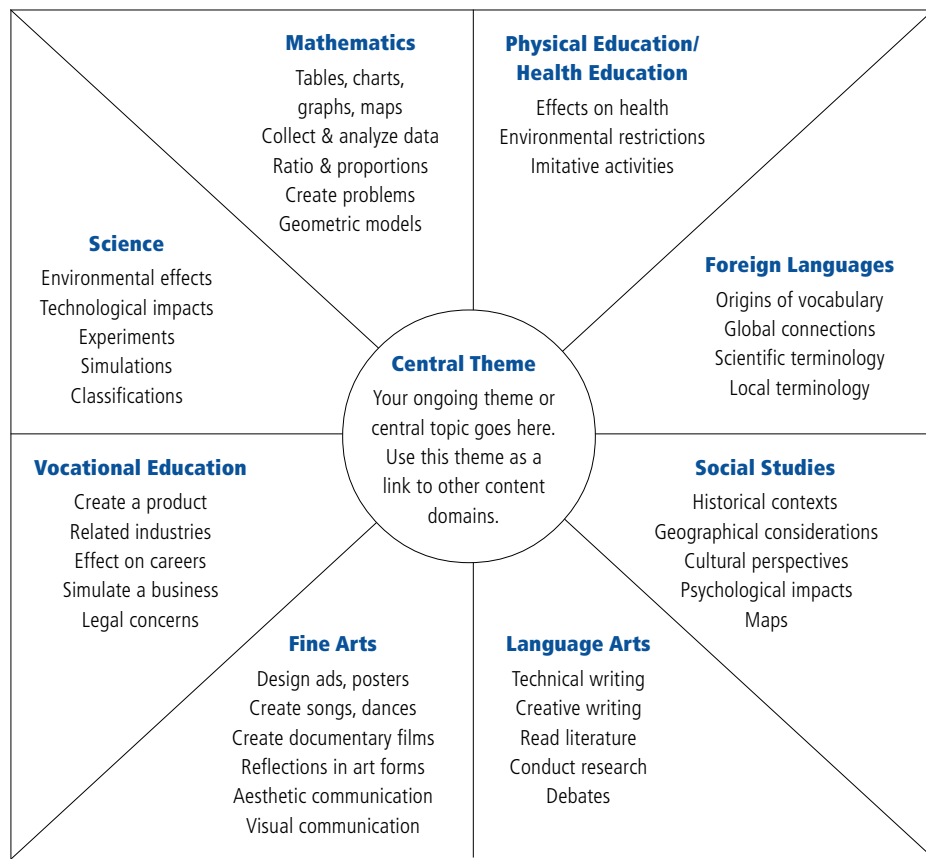 Mathematics
Tables, charts,
graphs, maps
Collect & analyze data
Ratio & proportions
Create problems
Geometric models
Physical Education/
Health Education
Effects on health
Environmental restrictions
Imitative activities
Science
Environmental effects
Technological impacts
Experiments
Simulations
Classifications
Foreign Languages
Origins of vocabulary
Global connections
Scientific terminology
Local terminology
Central Theme
Your ongoing theme or
central topic goes here.
Use this theme as a
link to other content
domains.
Vocational Education
Create a product
Related industries
Effect on careers
Simulate a business
Legal concerns
Social Studies
Historical contexts
Geographical considerations
Cultural perspectives
Psychological impacts
Maps
Fine Arts
Design ads, posters
Create songs, dances
Create documentary films
Reflections in art forms
Aesthetic communication
Visual communication
Language Arts
Technical writing
Creative writing
Read literature
Conduct research
Debates